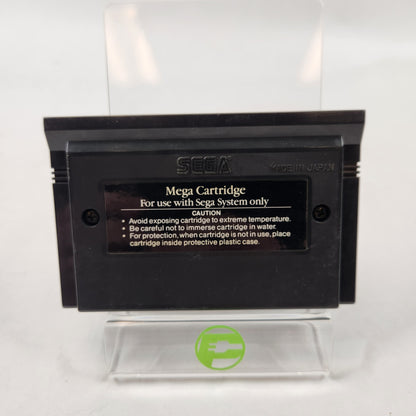 SEGA
MADE IN JAPAN
Mega Cartridge
For use with Sega System only
CAUTION
• Avoid exposing cartridge to extreme temperature.
• Be careful not to immerse cartridge in water.
• For protection, when cartridge is not in use, place
cartridge inside protective plastic case.